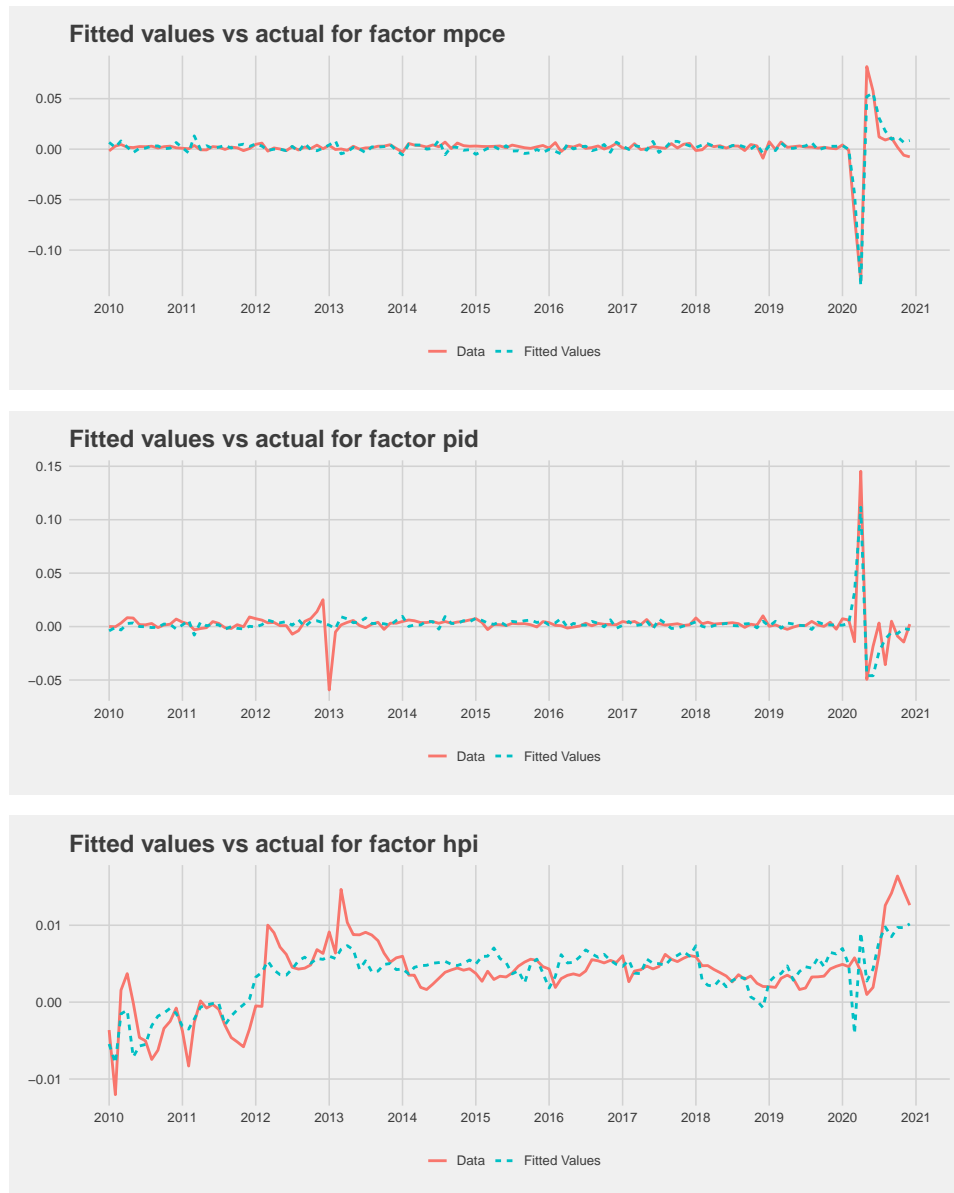 Fitted values vs actual for factor mpce
0.05
0.00
−0.05
−0.10
2010 2011 2012 2013 2014 2015 2016 2017 2018 2019 2020 2021
Data Fitted Values
Fitted values vs actual for factor pid
0.15
0.10
0.05
0.00
−0.05
2010 2011 2012 2013 2014 2015 2016 2017 2018 2019 2020 2021
Data Fitted Values
Fitted values vs actual for factor hpi
0.01
0.00
−0.01
2010 2011 2012 2013 2014 2015 2016 2017 2018 2019 2020 2021
Data Fitted Values